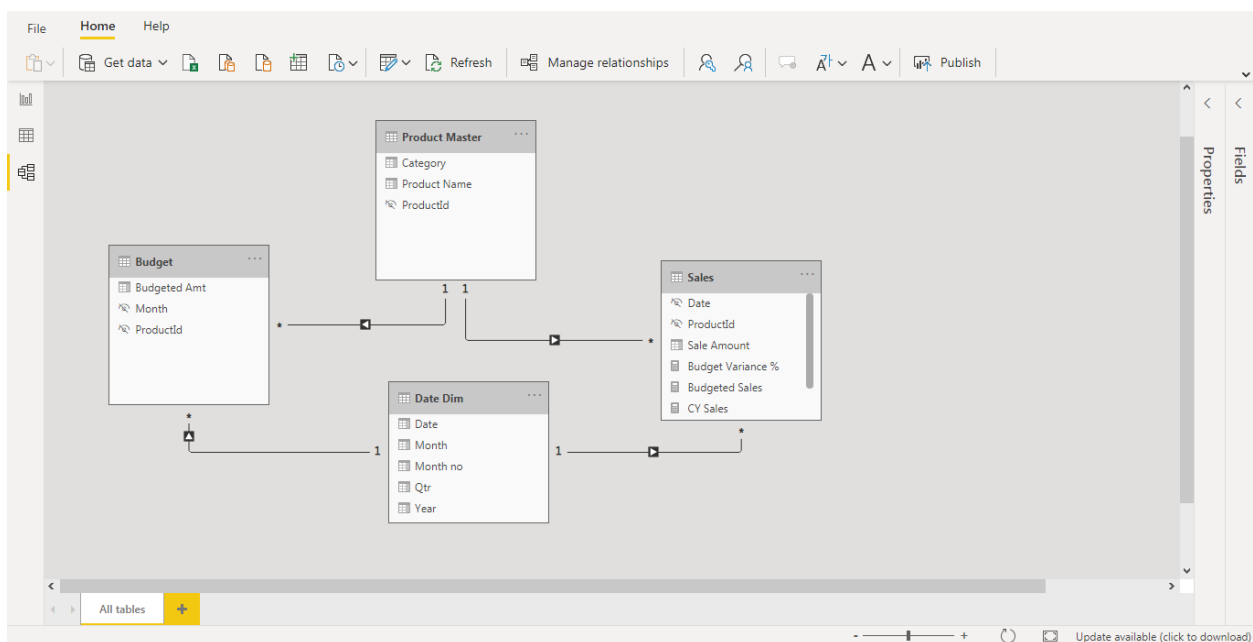 File Home Help
Get data Refresh Manage relationships Publish
Properties Fields
Product Master
Category
Product Name
ProductId
Budget
Budgeted Amt
Month
ProductId
Sales
Date
ProductId
Sale Amount
Budget Variance %
Budgeted Sales
CY Sales
1 1
*
*
Date Dim
Date
Month
Month no
Qtr
Year
*
1
1
*
All tables +
- +
Update available (click to download)